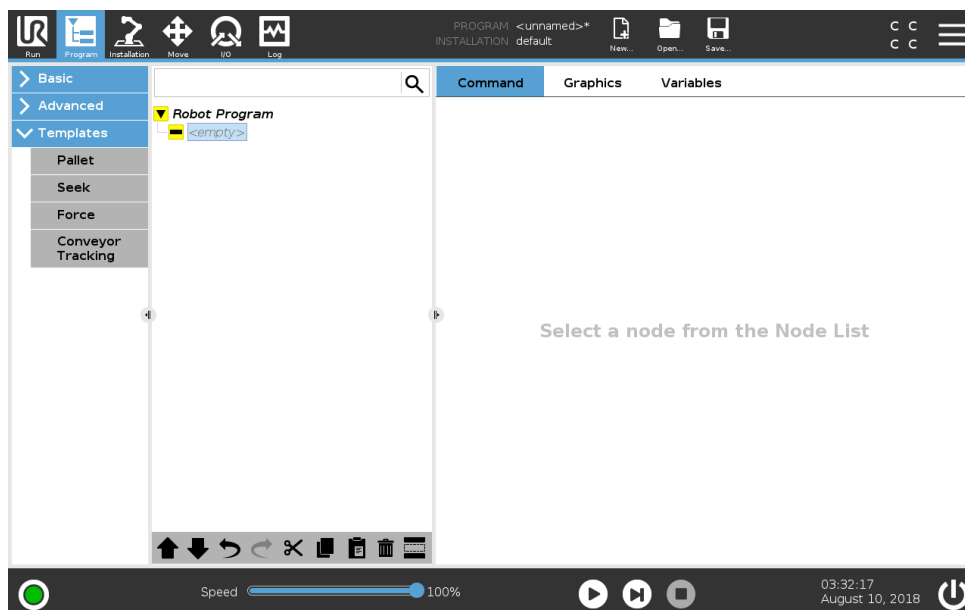 UR
PROGRAM <unnamed>*
INSTALLATION default
C C
C C
Run
Program
Installation
Move
I/O
Log
New...
Open...
Save...
Basic
Advanced
Templates
Pallet
Seek
Force
Conveyor
Tracking
Robot Program
<empty>
Command
Graphics
Variables
Select a node from the Node List
Speed
100%
03:32:17
August 10, 2018